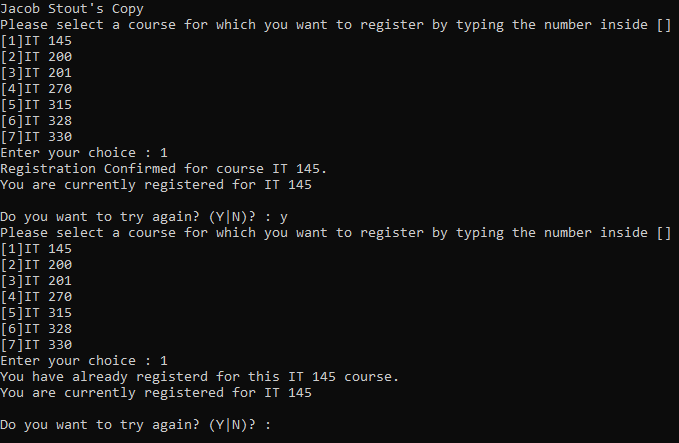 Jacob Stout's Copy
Please select a course for which you want to register by typing the number inside []
[1]IT 145
[2]IT 200
[3]IT 201
[4]IT 270
[5]IT 315
[6]IT 328
[7]IT 330
Enter your choice : 1
Registration Confirmed for course IT 145.
You are currently registered for IT 145
Do you want to try again? (Y|N)? : y
Please select a course for which you want to register by typing the number inside []
[1]IT 145
[2]IT 200
[3]IT 201
[4]IT 270
[5]IT 315
[6]IT 328
[7]IT 330
Enter your choice : 1
You have already registerd for this IT 145 course.
You are currently registered for IT 145
Do you want to try again? (Y|N)? :